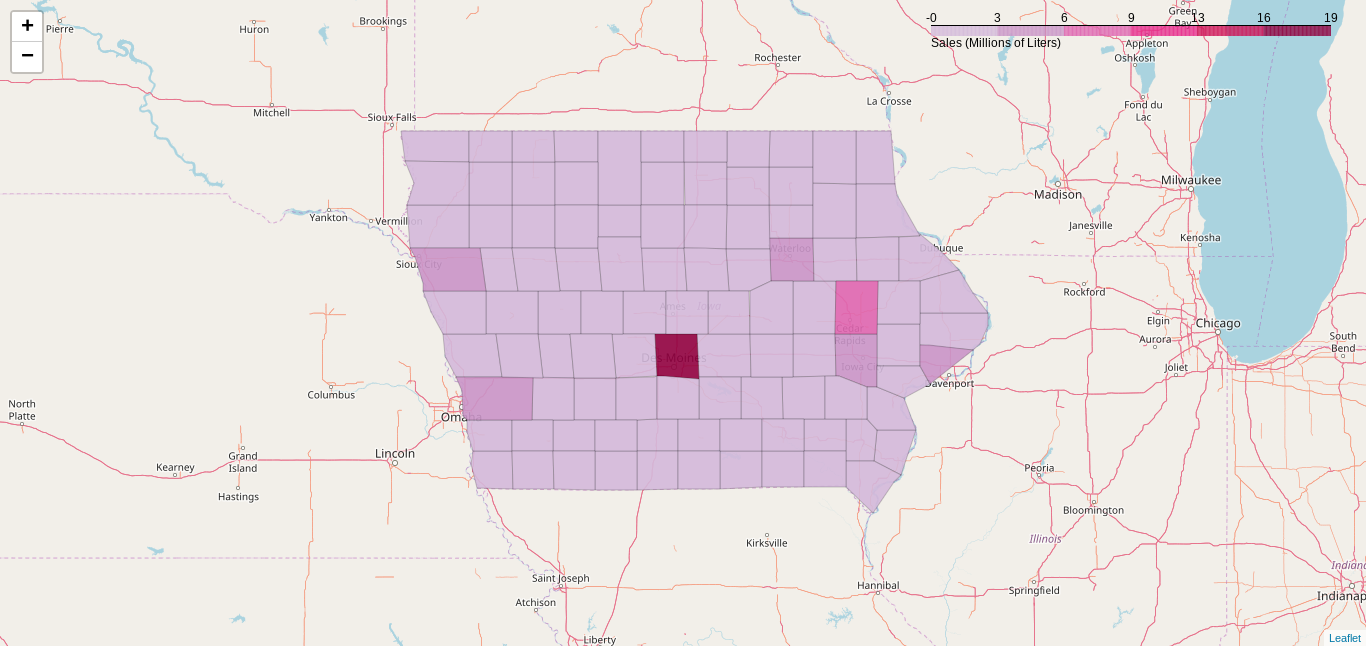 +
−
-0 3 6 9 13 16 19
Sales (Millions of Liters)
Pierre
Huron
Brookings
Green
Bay
Appleton
Oshkosh
Rochester
La Crosse
Sheboygan
Fond du
Lac
Mitchell
Sioux Falls
Milwaukee
Madison
Yankton
Vermillion
Janesville
Kenosha
Waterloo
Dubuque
Sioux City
Rockford
Ames
Iowa
Elgin
Chicago
Cedar
Rapids
Aurora
South
Bend
Des Moines
Iowa City
Joliet
Davenport
Columbus
North
Platte
Omaha
Lincoln
Grand
Island
Kearney
Hastings
Peoria
Bloomington
Kirksville
Illinois
Saint Joseph
Hannibal
Springfield
Indian
Indianap
Atchison
Liberty
Leaflet